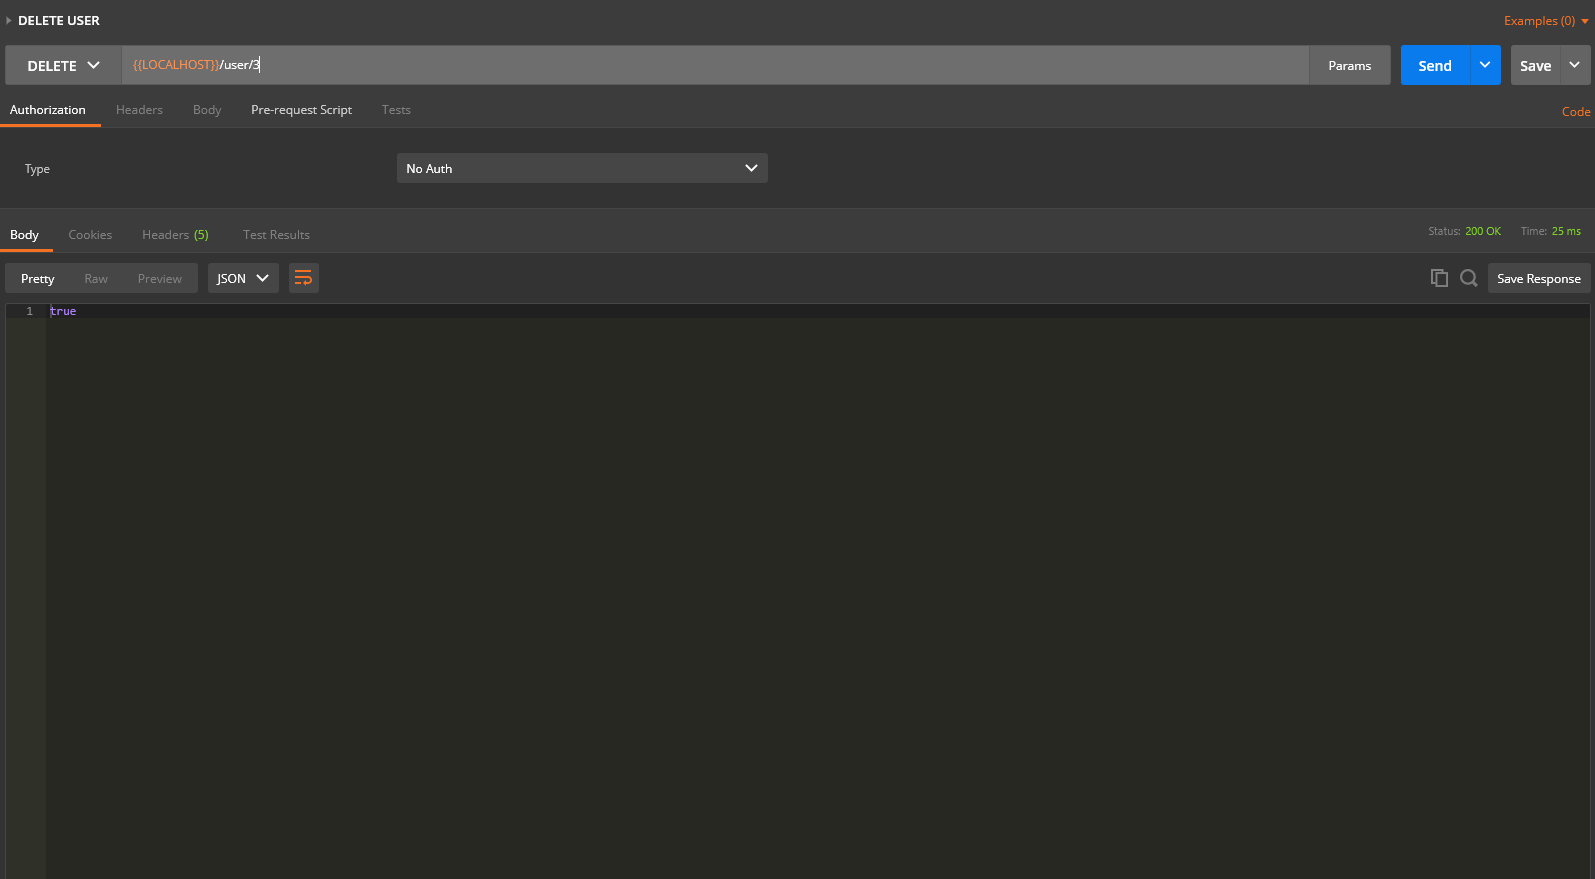 DELETE USER
Examples (0)
DELETE
{{LOCALHOST}}/user/3
Params
Send
Save
Authorization
Headers
Body
Pre-request Script
Tests
Code
Type
No Auth
Body
Cookies
Headers (5)
Test Results
Status: 200 OK
Time: 25 ms
Pretty
Raw
Preview
JSON
Save Response
1
true